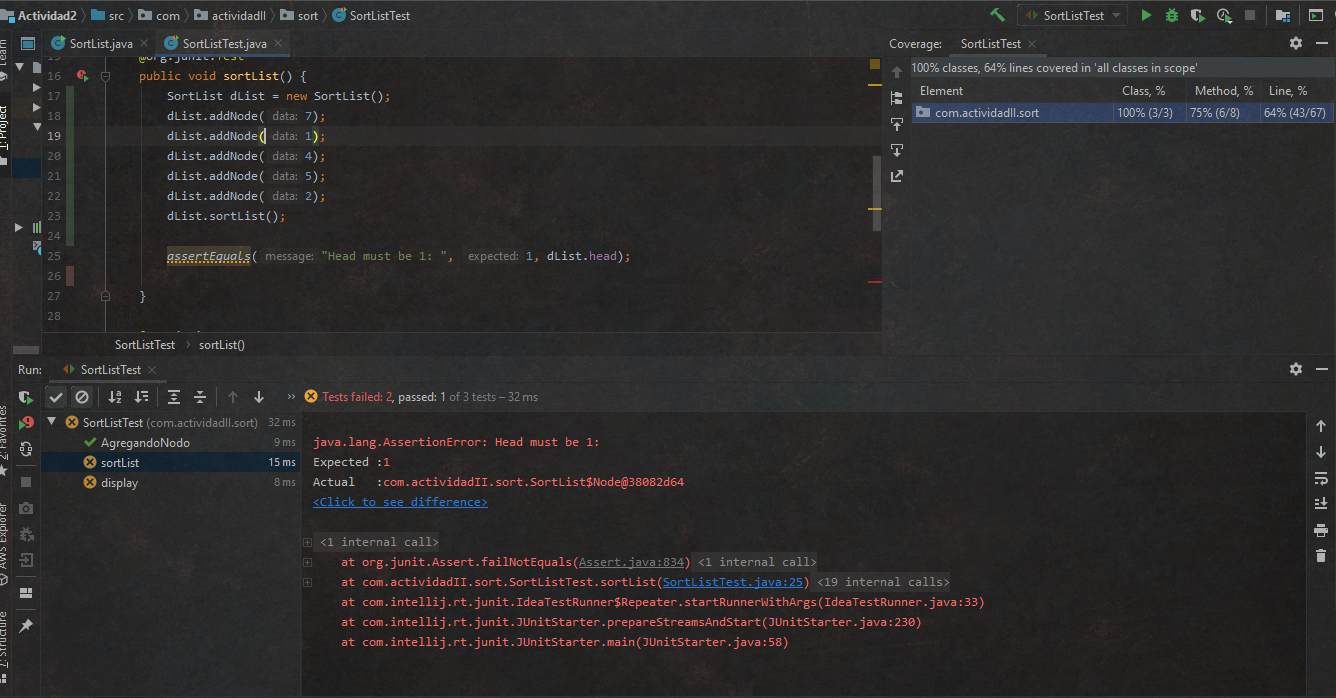 Actividad2 src com actividadll sort SortListTest SortListTest
SortList.java SortListTest.java
1: Project
15 @org.junit.Test
16 public void sortList() {
17 SortList dList = new SortList();
18 dList.addNode( data: 7);
19 dList.addNode( data: 1);
20 dList.addNode( data: 4);
21 dList.addNode( data: 5);
22 dList.addNode( data: 2);
23 dList.sortList();
24
25 assertEquals( message: "Head must be 1: ", expected: 1, dList.head);
26
27 }
28
SortListTest sortList()
Coverage: SortListTest
100% classes, 64% lines covered in 'all classes in scope'
Element Class, % Method, % Line, %
com.actividadll.sort 100% (3/3) 75% (6/8) 64% (43/67)
Run: SortListTest
Tests failed: 2, passed: 1 of 3 tests – 32 ms
SortListTest (com.actividadll.sort) 32 ms
AgregandoNodo 9 ms
sortList 15 ms
display 8 ms
2: Favorites
AWS Explorer
7: Structure
java.lang.AssertionError: Head must be 1:
Expected :1
Actual :com.actividadII.sort.SortList$Node@38082d64
<Click to see difference>
<1 internal call>
at org.junit.Assert.failNotEquals(Assert.java:834) <1 internal call>
at com.actividadII.sort.SortListTest.sortList(SortListTest.java:25) <19 internal calls>
at com.intellij.rt.junit.IdeaTestRunner$Repeater.startRunnerWithArgs(IdeaTestRunner.java:33)
at com.intellij.rt.junit.JUnitStarter.prepareStreamsAndStart(JUnitStarter.java:230)
at com.intellij.rt.junit.JUnitStarter.main(JUnitStarter.java:58)